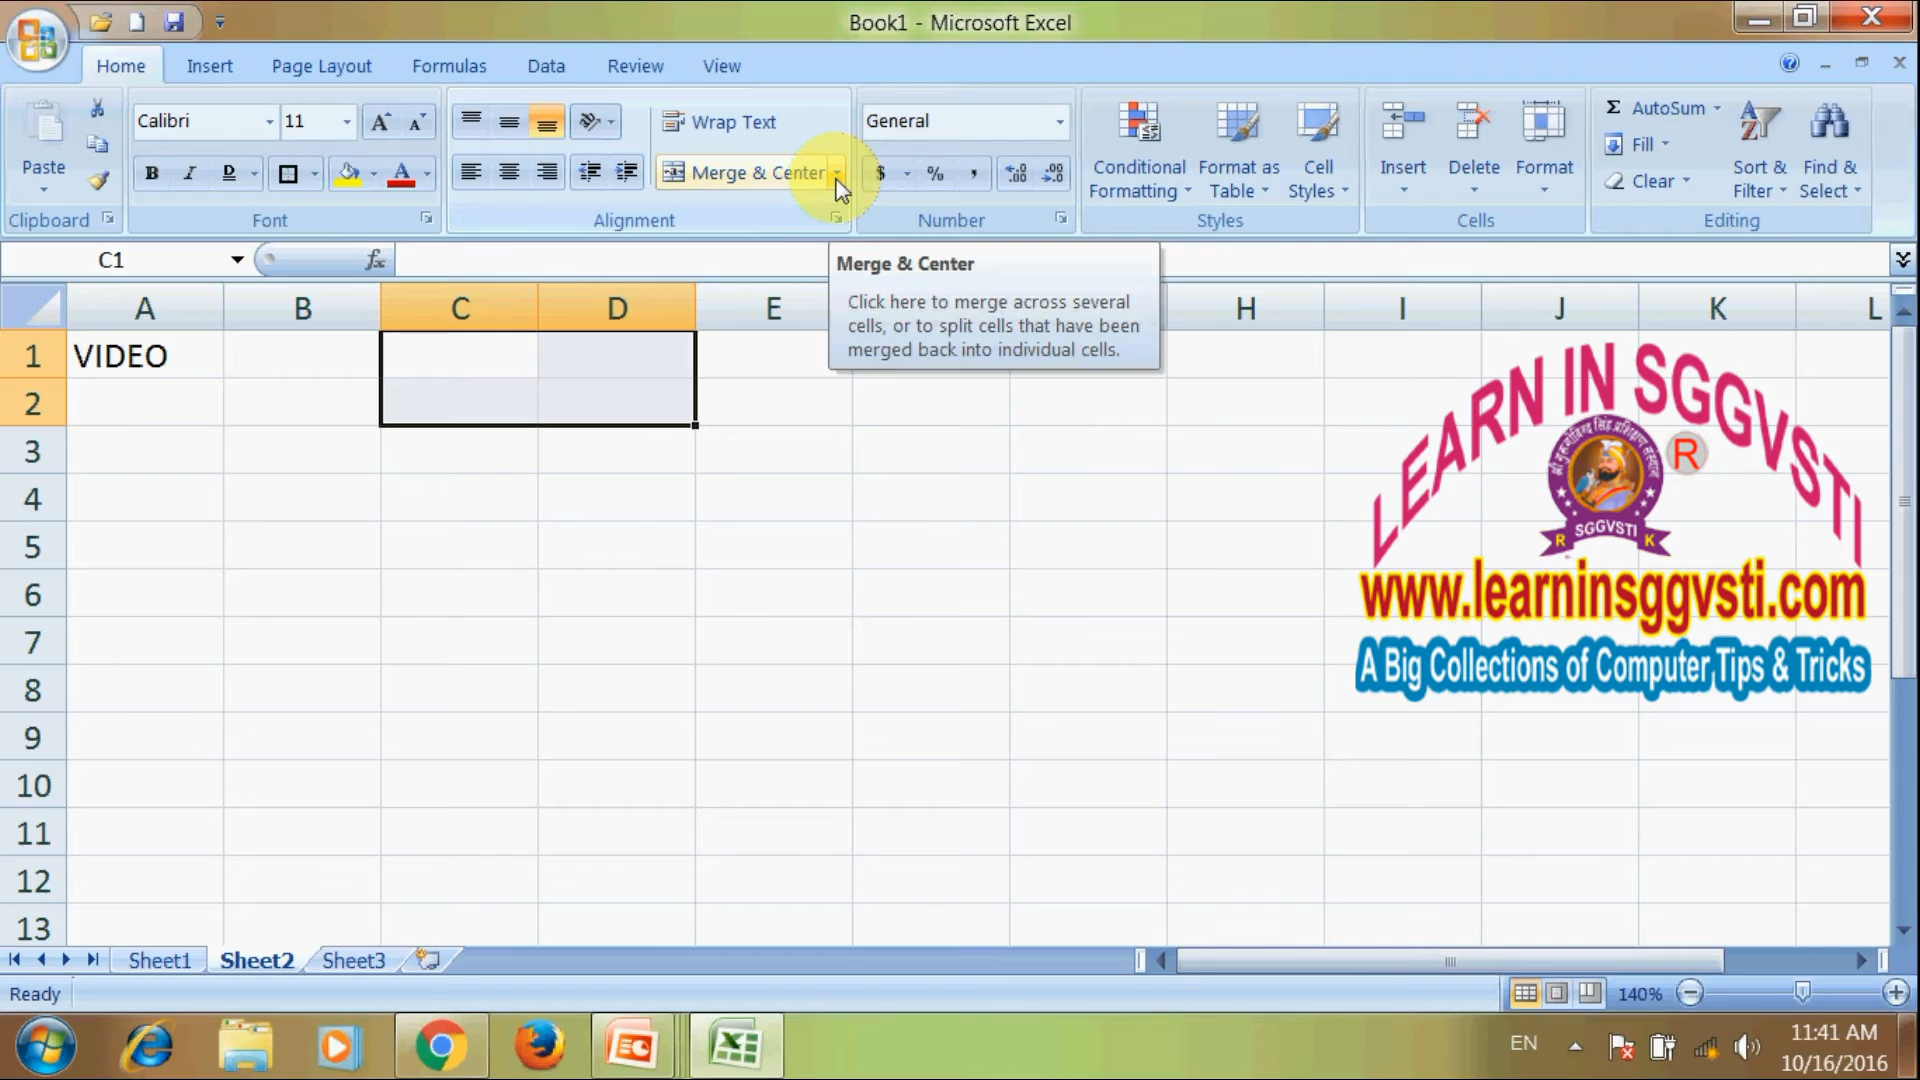 Book1 - Microsoft Excel
Home Insert Page Layout Formulas Data Review View
Calibri 11 Wrap Text General AutoSum
Fill
Paste B I D Merge & Center $ % , Conditional Formatting Format as Table Cell Styles Insert Delete Format Clear Sort & Filter Find & Select
Clipboard Font Alignment Number Styles Cells Editing
C1 fx
Merge & Center
Click here to merge across several
cells, or to split cells that have been
merged back into individual cells.
A B C D E H I J K L
1 VIDEO
2
3
4
5
6
7
8
9
10
11
12
13
LEARN IN SGGVSTI
R
SGGVSTI
R K
www.learninsggvsti.com
A Big Collections of Computer Tips & Tricks
Sheet1 Sheet2 Sheet3
Ready 140%
EN 11:41 AM
10/16/2016